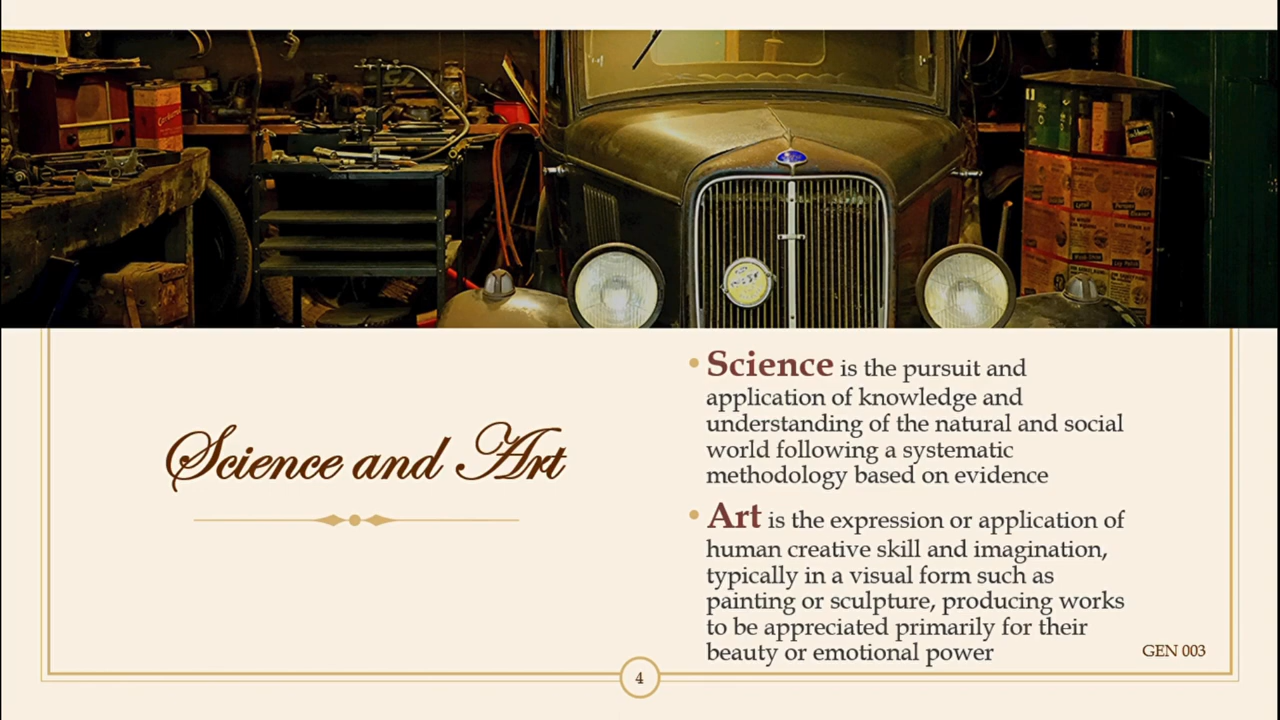 Science and Art
• Science is the pursuit and
application of knowledge and
understanding of the natural and social
world following a systematic
methodology based on evidence
• Art is the expression or application of
human creative skill and imagination,
typically in a visual form such as
painting or sculpture, producing works
to be appreciated primarily for their
beauty or emotional power
GEN 003
4